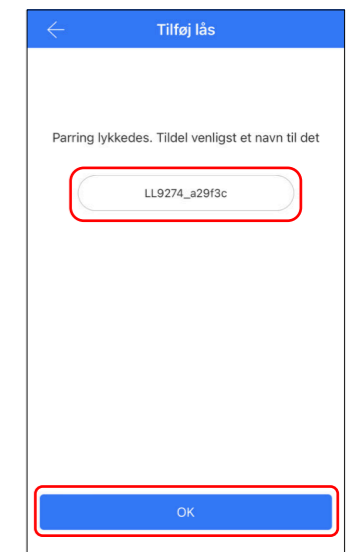 Tilføj lås
Parring lykkedes. Tildel venligst et navn til det
LL9274_a29f3c
OK